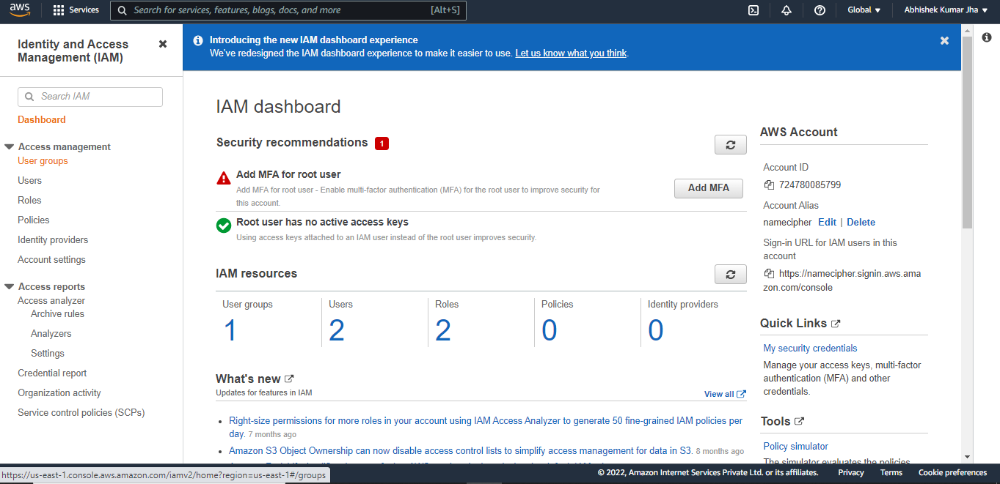 aws
Services
Search for services, features, blogs, docs, and more
[Alt+S]
Global
Abhishek Kumar Jha
Identity and Access
Management (IAM)
Search IAM
Dashboard
Access management
User groups
Users
Roles
Policies
Identity providers
Account settings
Access reports
Access analyzer
Archive rules
Analyzers
Settings
Credential report
Organization activity
Service control policies (SCPs)
Introducing the new IAM dashboard experience
We've redesigned the IAM dashboard experience to make it easier to use. Let us know what you think.
IAM dashboard
Security recommendations 1
Add MFA for root user
Add MFA for root user - Enable multi-factor authentication (MFA) for the root user to improve security for
this account.
Add MFA
Root user has no active access keys
Using access keys attached to an IAM user instead of the root user improves security.
IAM resources
User groups
1
Users
2
Roles
2
Policies
0
Identity providers
0
What's new
Updates for features in IAM
View all
Right-size permissions for more roles in your account using IAM Access Analyzer to generate 50 fine-grained IAM policies per
day. 7 months ago
Amazon S3 Object Ownership can now disable access control lists to simplify access management for data in S3. 8 months ago
AWS Account
Account ID
724780085799
Account Alias
namecipher Edit | Delete
Sign-in URL for IAM users in this
account
https://namecipher.signin.aws.ama
zon.com/console
Quick Links
My security credentials
Manage your access keys, multi-factor
authentication (MFA) and other
credentials.
Tools
Policy simulator
The simulator evaluates the policies
https://us-east-1.console.aws.amazon.com/iamv2/home?region=us-east-1#/groups
© 2022, Amazon Internet Services Private Ltd. or its affiliates.
Privacy
Terms
Cookie preferences